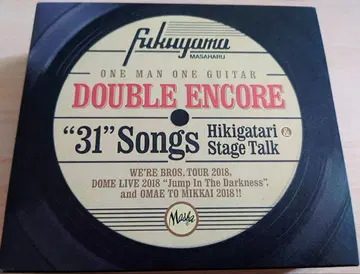 fukuyama
MASAHARU
ONE MAN ONE GUITAR
DOUBLE ENCORE
"31" Songs Hikigatari &
Stage Talk
WE'RE BROS. TOUR 2018,
DOME LIVE 2018 "Jump In The Darkness",
and OMAE TO MIKKAI 2018!!
Masha